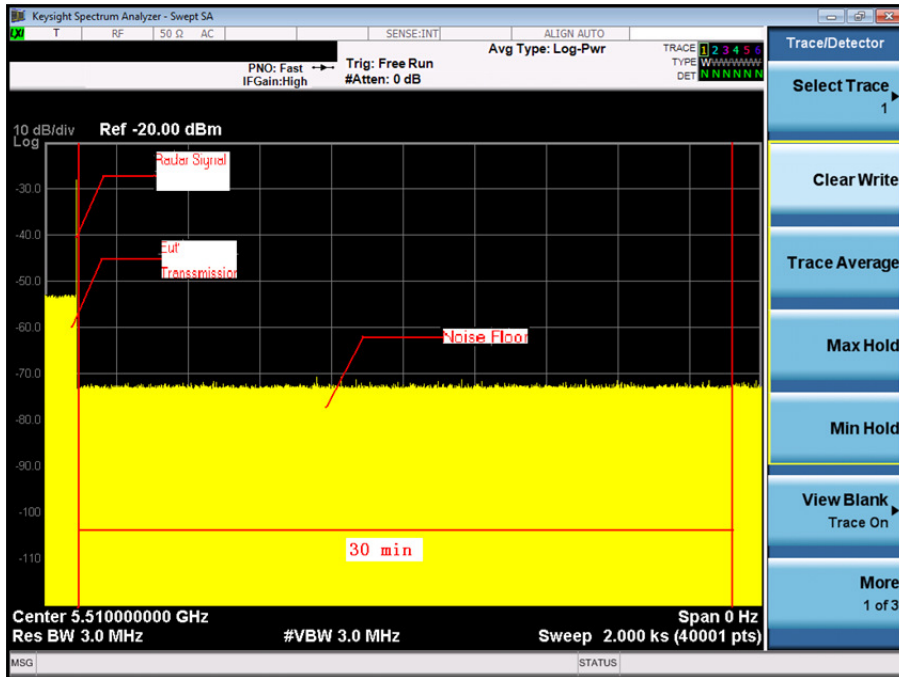 Keysight Spectrum Analyzer - Swept SA
LXI T RF 50 Ω AC SENSE:INT ALIGN AUTO
Avg Type: Log-Pwr
TRACE 1 2 3 4 5 6
TYPE W
DET N N N N N N
PNO: Fast Trig: Free Run
IFGain:High #Atten: 0 dB
10 dB/div Ref -20.00 dBm
Log
Radar Signal
-30.0
-40.0
Eut
Transsmission
-50.0
-60.0
Noise Floor
-70.0
-80.0
-90.0
-100
30 min
-110
Center 5.510000000 GHz Span 0 Hz
Res BW 3.0 MHz #VBW 3.0 MHz Sweep 2.000 ks (40001 pts)
MSG STATUS
Trace/Detector
Select Trace
1
Clear Write
Trace Average
Max Hold
Min Hold
View Blank
Trace On
More
1 of 3